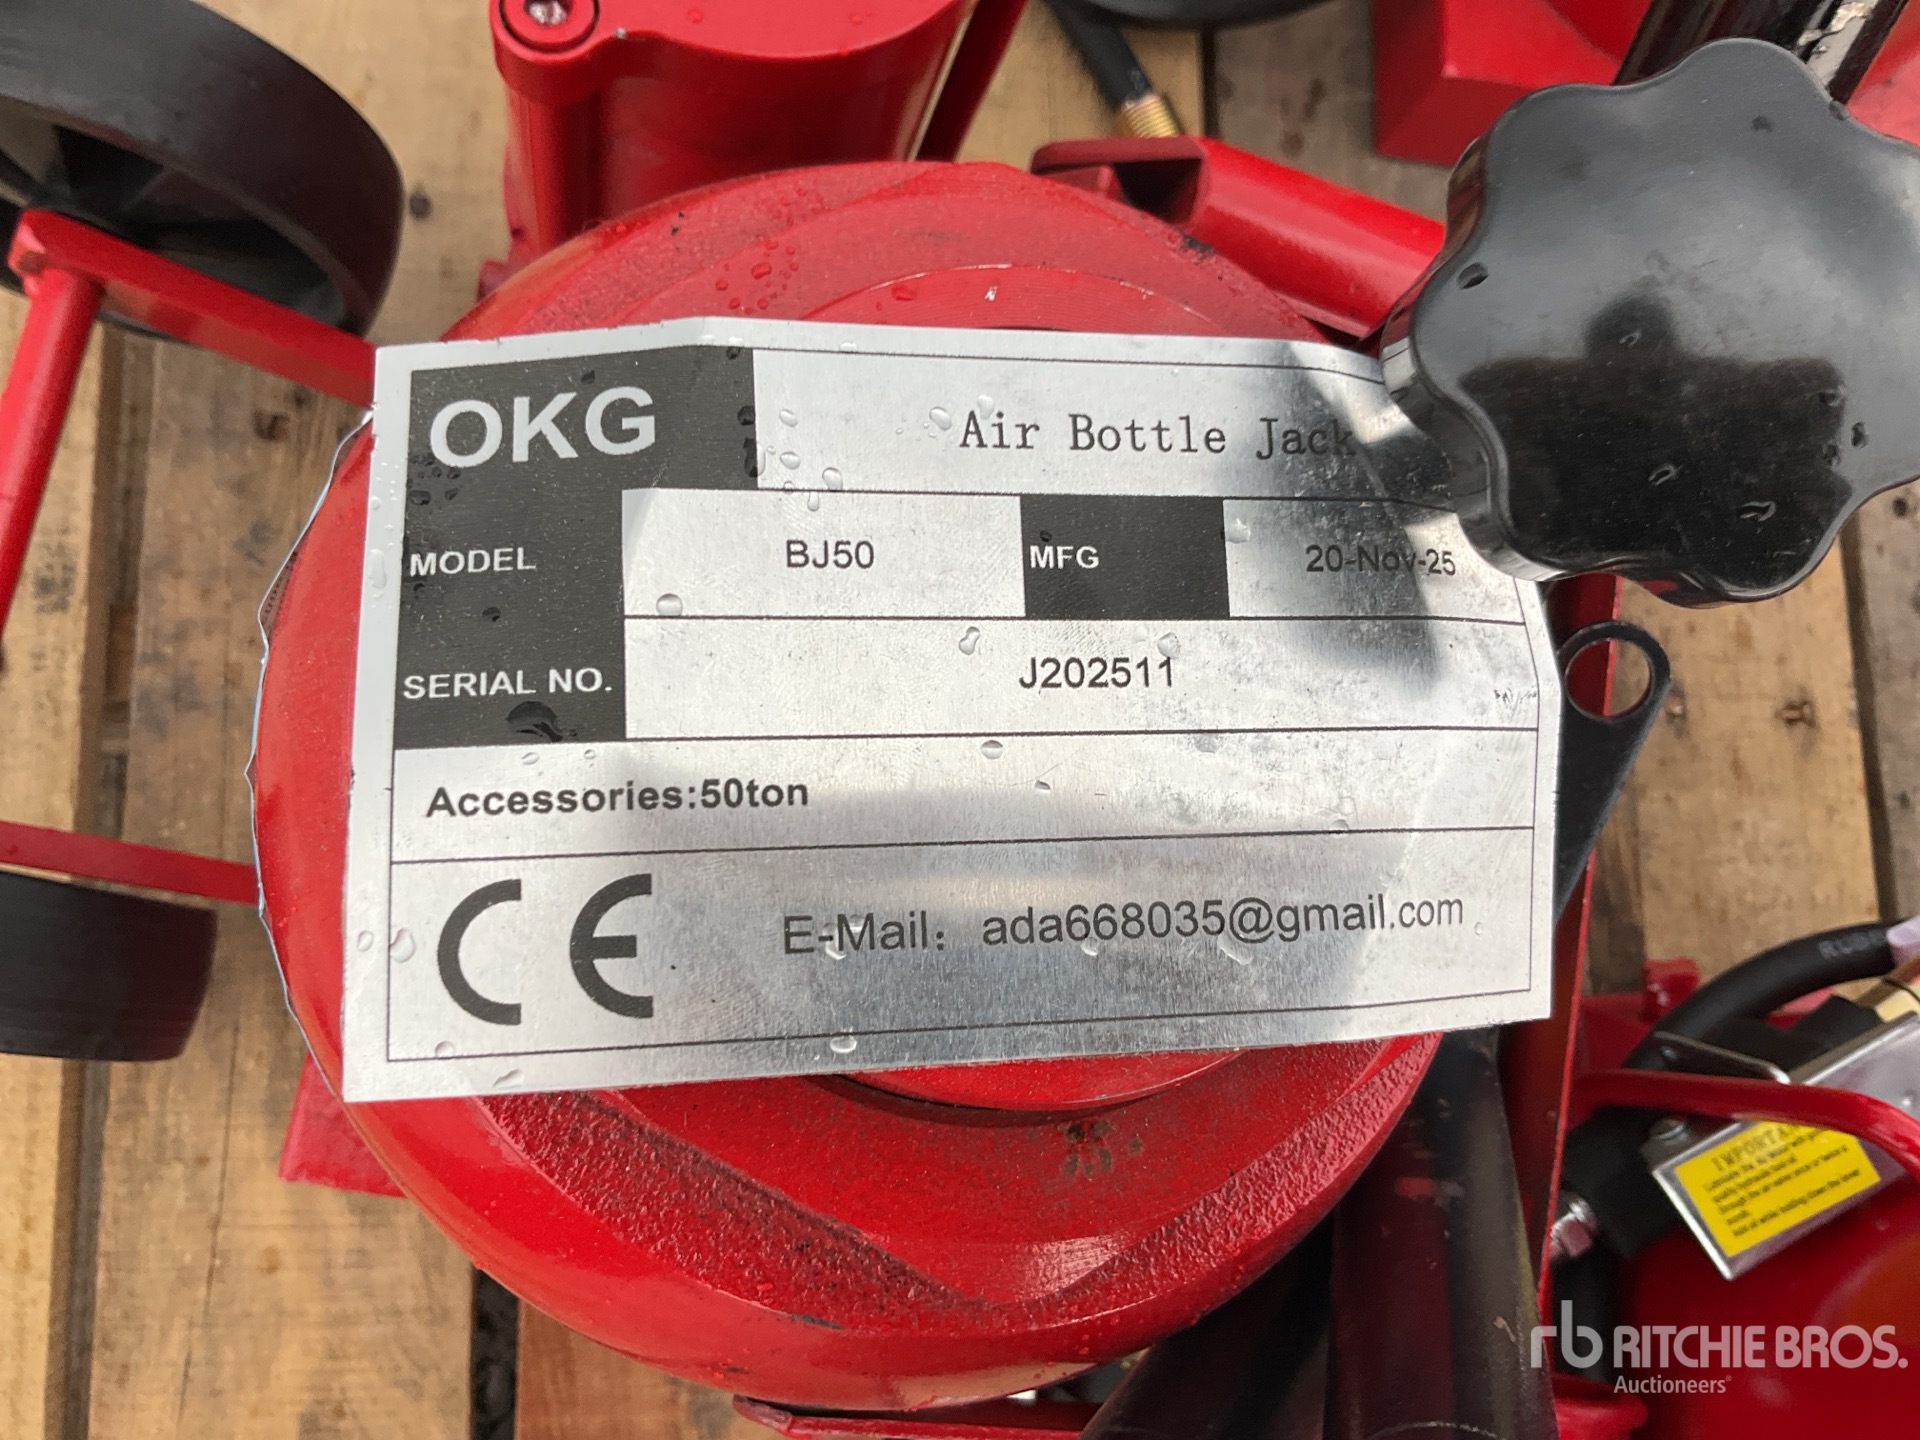 OKG
Air Bottle Jack
MODEL
BJ50
MFG
20-Nov-25
SERIAL NO.
J202511
Accessories:50ton
CE
E-Mail: ada668035@gmail.com
rb RITCHIE BROS.
Auctioneers